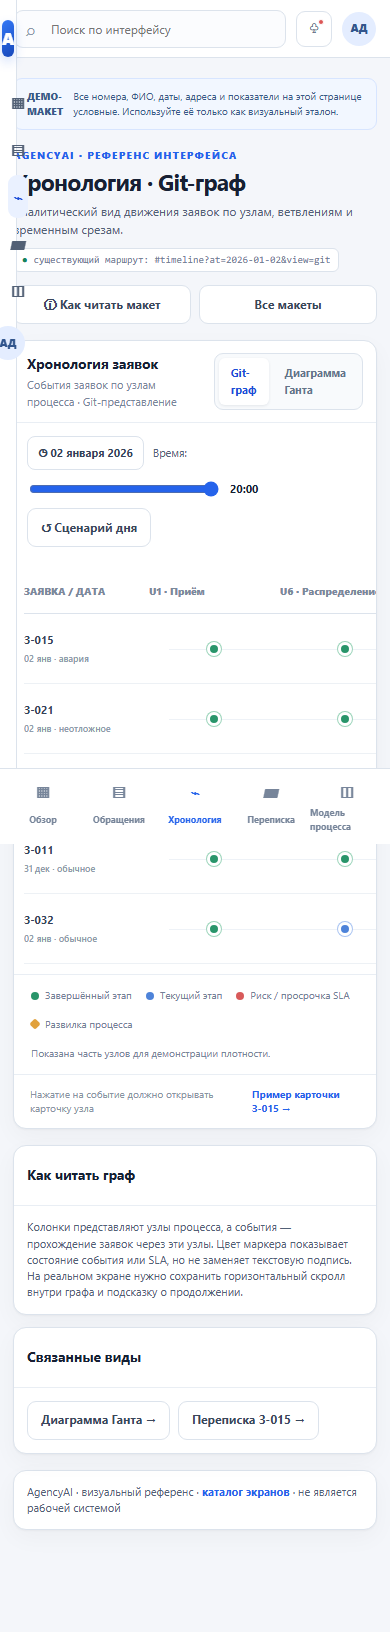 A
Поиск по интерфейсу
АД
ДЕМО-МАКЕТ
Все номера, ФИО, даты, адреса и показатели на этой странице
условные. Используйте её только как визуальный эталон.
AGENCYAI • РЕФЕРЕНС ИНТЕРФЕЙСА
Хронология · Git-граф
налитический вид движения заявок по узлам, ветвлениям и
временным срезам.
существующий маршрут: #timeline?at=2026-01-02&view=git
Как читать макет
Все макеты
АД
Хронология заявок
События заявок по узлам
процесса · Git-представление
Git-
граф
Диаграмма
Ганта
02 января 2026
Время:
20:00
↺ Сценарий дня
ЗАЯВКА / ДАТА
U1 · Приём
U6 · Распределение
З-015
02 янв · авария
З-021
02 янв · неотложное
Обзор
Обращения
Хронология
Переписка
Модель
процесса
З-011
31 дек · обычное
З-032
02 янв · обычное
Завершённый этап
Текущий этап
Риск / просрочка SLA
Развилка процесса
Показана часть узлов для демонстрации плотности.
Нажатие на событие должно открывать
карточку узла
Пример карточки
З-015 →
Как читать граф
Колонки представляют узлы процесса, а события —
прохождение заявок через эти узлы. Цвет маркера показывает
состояние события или SLA, но не заменяет текстовую подпись.
На реальном экране нужно сохранить горизонтальный скролл
внутри графа и подсказку о продолжении.
Связанные виды
Диаграмма Ганта →
Переписка З-015 →
AgencyAI · визуальный референс · каталог экранов · не является
рабочей системой